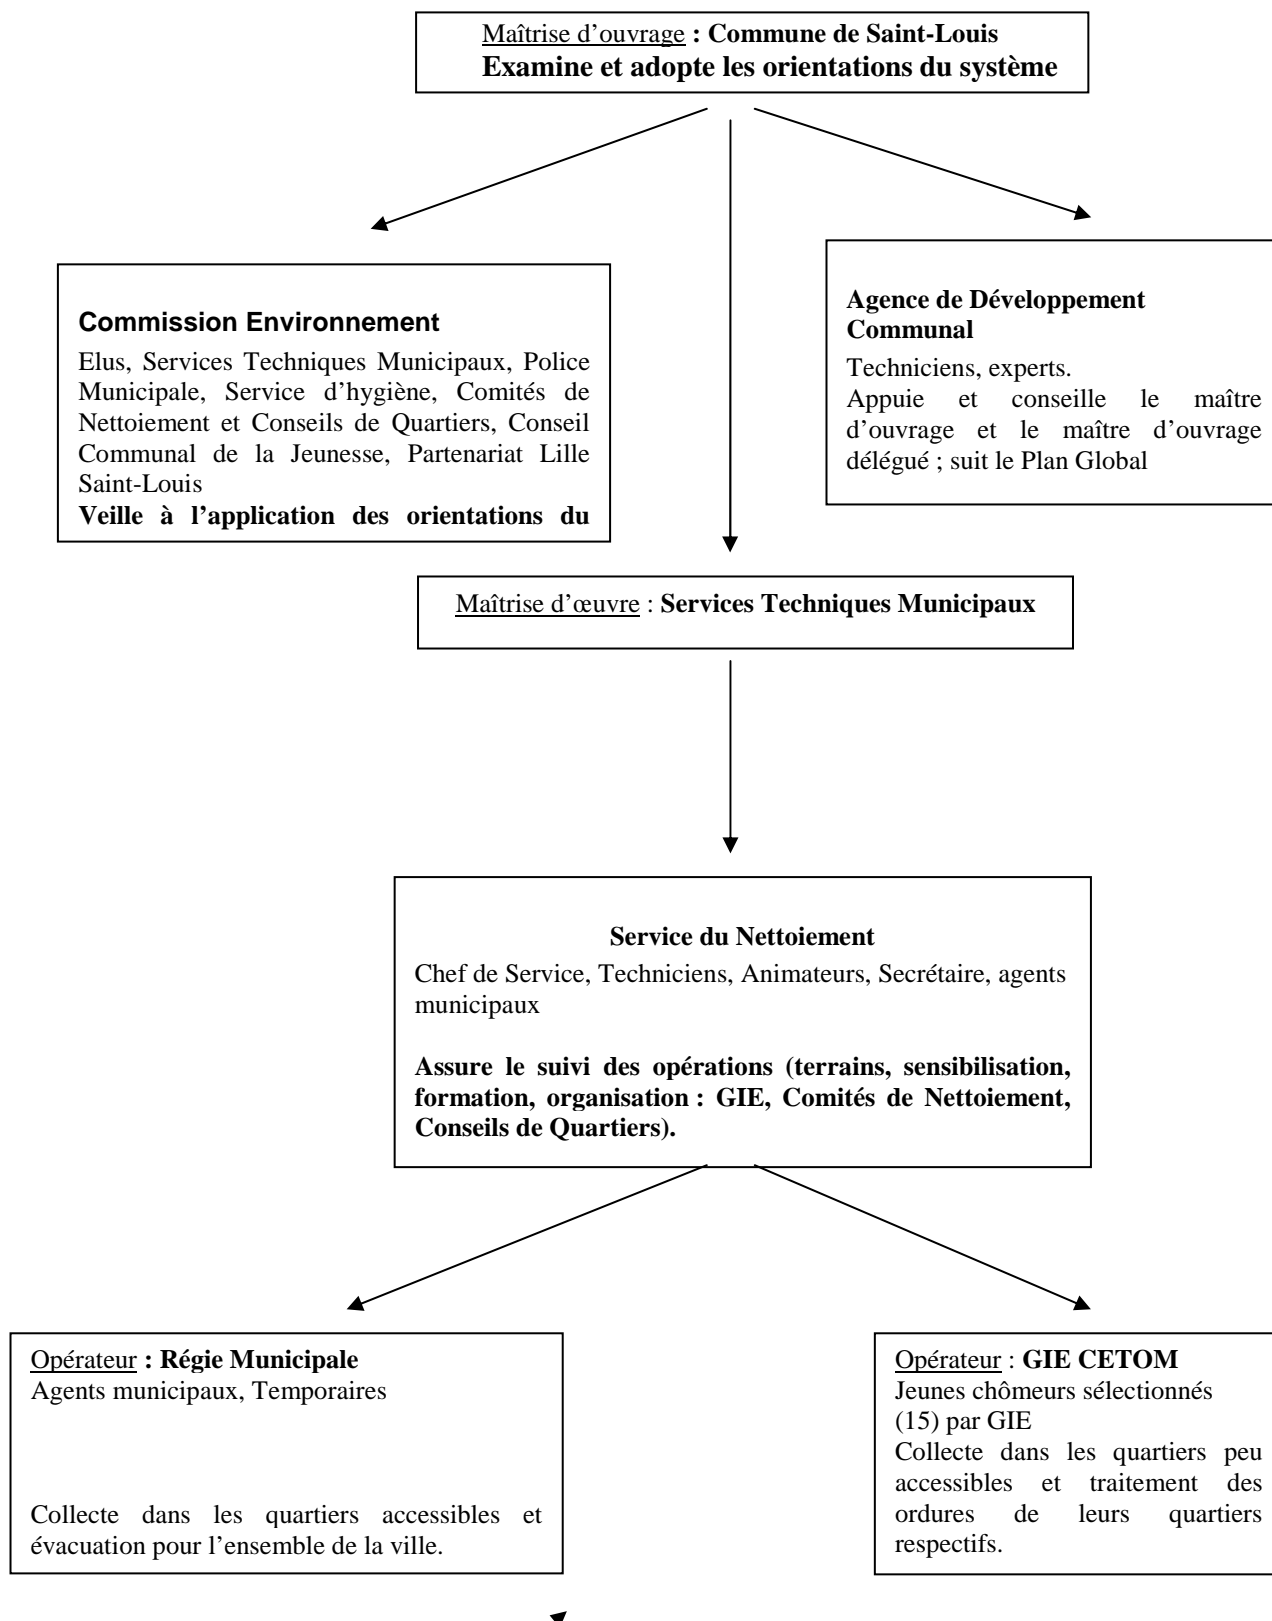 Maîtrise d’ouvrage : Commune de Saint-Louis
Examine et adopte les orientations du système
Commission Environnement
Elus, Services Techniques Municipaux, Police
Municipale, Service d’hygiène, Comités de
Nettoiement et Conseils de Quartiers, Conseil
Communal de la Jeunesse, Partenariat Lille
Saint-Louis
Veille à l’application des orientations du
Agence de Développement
Communal
Techniciens, experts.
Appuie et conseille le maître
d’ouvrage et le maître d’ouvrage
délégué ; suit le Plan Global
Maîtrise d’œuvre : Services Techniques Municipaux
Service du Nettoiement
Chef de Service, Techniciens, Animateurs, Secrétaire, agents
municipaux
Assure le suivi des opérations (terrains, sensibilisation,
formation, organisation : GIE, Comités de Nettoiement,
Conseils de Quartiers).
Opérateur : Régie Municipale
Agents municipaux, Temporaires
Collecte dans les quartiers accessibles et
évacuation pour l’ensemble de la ville.
Opérateur : GIE CETOM
Jeunes chômeurs sélectionnés
(15) par GIE
Collecte dans les quartiers peu
accessibles et traitement des
ordures de leurs quartiers
respectifs.